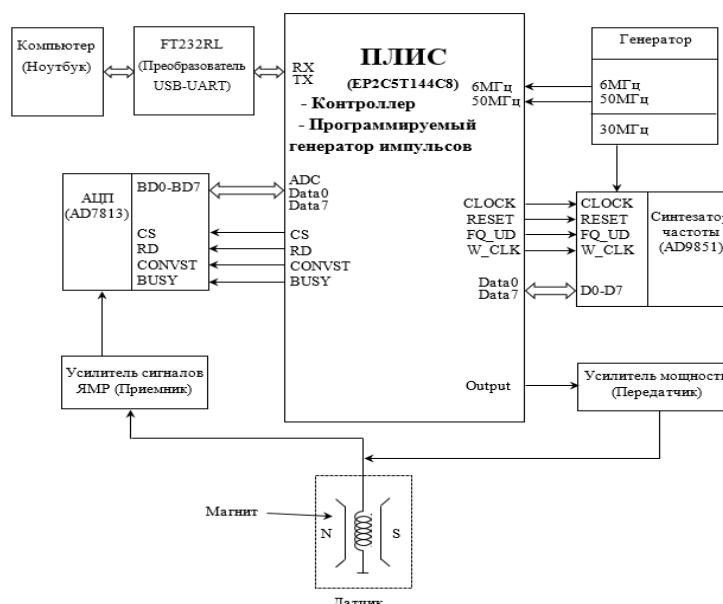 Компьютер
(Ноутбук)
FT232RL
(Преобразователь
USB-UART)
RX
TX
ПЛИС
(EP2C5T144C8)
- Контроллер
- Программируемый
генератор импульсов
6МГц
50МГц
Генератор
6МГц
50МГц
30МГц
АЦП
(AD7813)
BD0-BD7
CS
RD
CONVST
BUSY
ADC
Data0
Data7
CS
RD
CONVST
BUSY
CLOCK
RESET
FQ_UD
W_CLK
Data0
Data7
CLOCK
RESET
FQ_UD
W_CLK
D0-D7
Синтезатор
частоты
(AD9851)
Усилитель сигналов
ЯМР (Приемник)
Output
Усилитель мощности
(Передатчик)
Магнит
N
S
Датчик